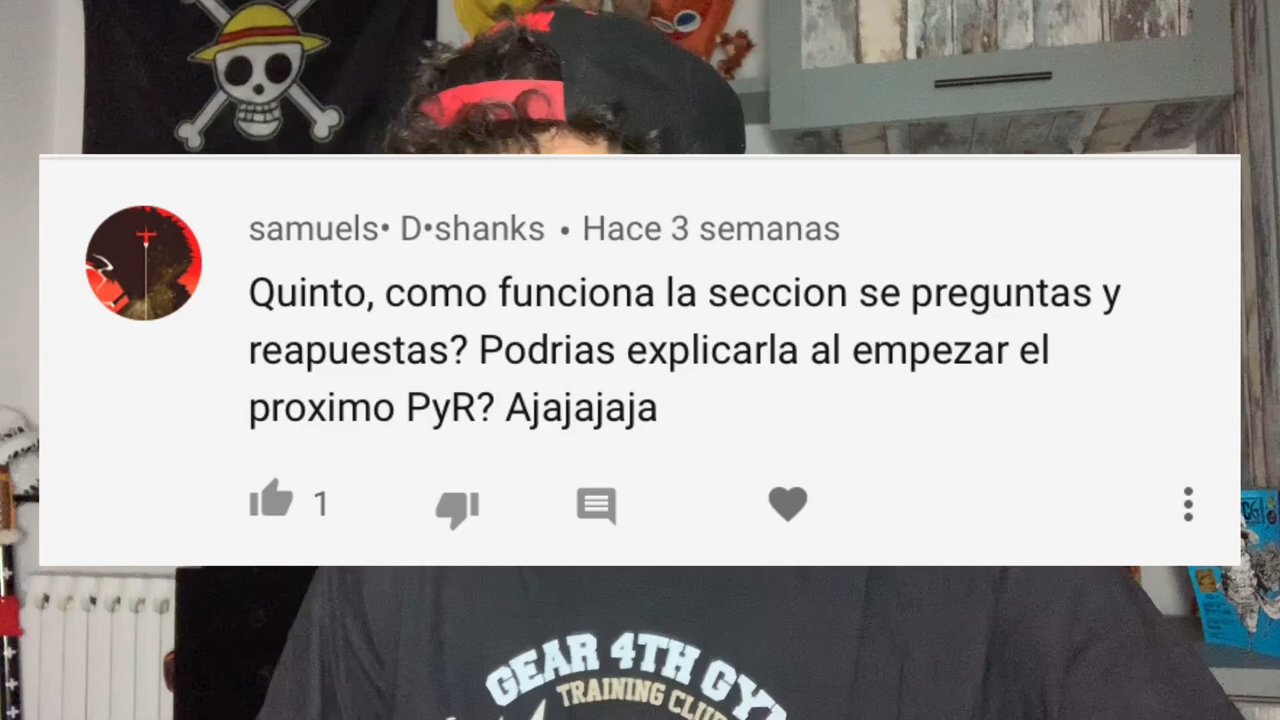 samuels• D•shanks • Hace 3 semanas
Quinto, como funciona la seccion se preguntas y
reapuestas? Podrias explicarla al empezar el
proximo PyR? Ajajajaja
1
CG
GEAR 4TH GYM
TRAINING CLUB